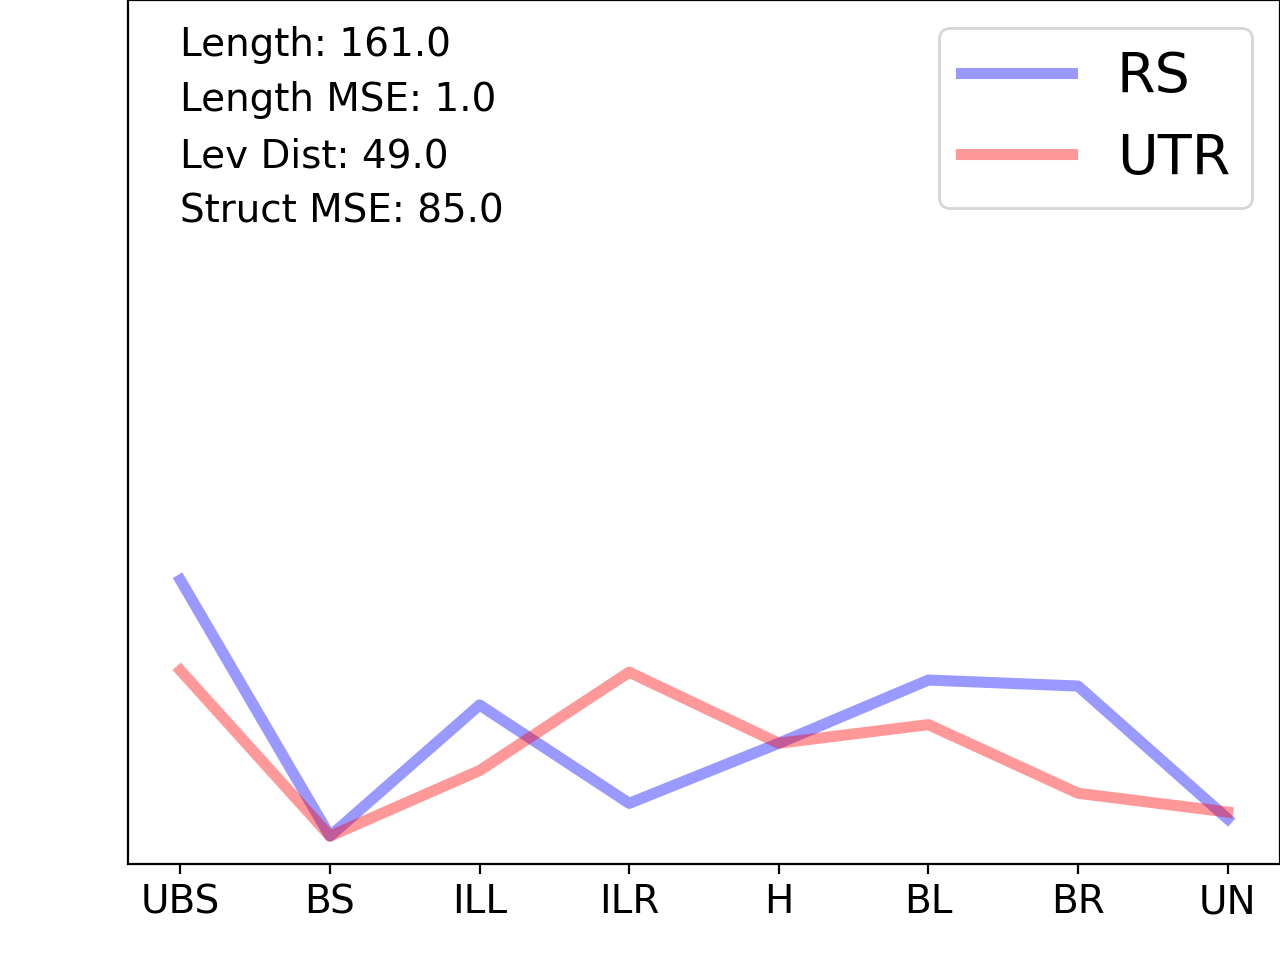 Length: 161.0
Length MSE: 1.0
Lev Dist: 49.0
Struct MSE: 85.0
RS
UTR
UBS BS ILL ILR H BL BR UN